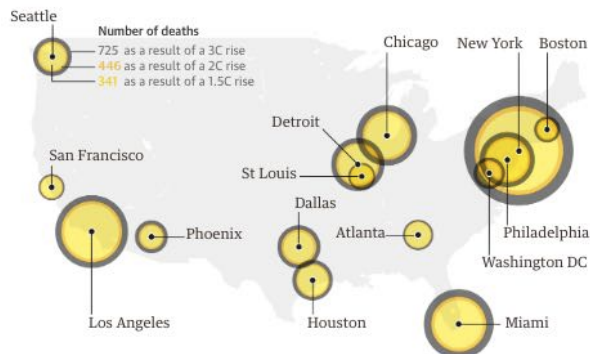 Seattle
Number of deaths
725 as a result of a 3C rise
446 as a result of a 2C rise
341 as a result of a 1.5C rise
Chicago
New York
Boston
Detroit
San Francisco
St Louis
Dallas
Phoenix
Atlanta
Philadelphia
Washington DC
Los Angeles
Houston
Miami